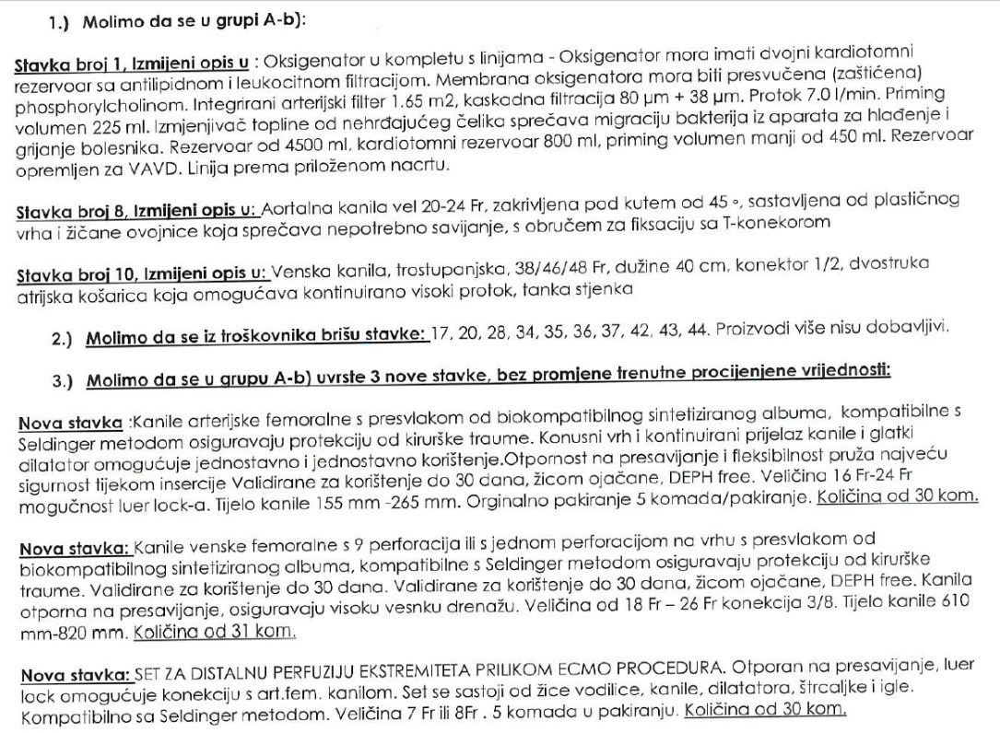 1.) Molimo da se u grupi A-b):
Stavka broj 1, Izmijeni opis u : Oksigenator u kompletu s linijama - Oksigenator mora imati dvojni kardiotomni
rezervoar sa antilipidnom i leukocitnom filtracijom. Membrana oksigenatora mora biti presvučena (zaštićena)
phosphorylcholinom. Integrirani arterijski filter 1.65 m2, kaskadna filtracija 80 µm + 38 µm. Protok 7.0 l/min. Priming
volumen 225 ml. Izmjenjivač topline od nehrđajućeg čelika sprečava migraciju bakterija iz aparata za hlađenje i
grijanje bolesnika. Rezervoar od 4500 ml, kardiotomni rezervoar 800 ml, priming volumen manji od 450 ml. Rezervoar
opremljen za VAVD. Linija prema priloženom nacrtu.
Stavka broj 8, Izmijeni opis u: Aortalna kanila vel 20-24 Fr, zakrivljena pod kutem od 45 °, sastavljena od plastičnog
vrha i žičane ovojnice koja sprečava nepotrebno savijanje, s obručem za fiksaciju sa T-konekorom
Stavka broj 10, Izmijeni opis u: Venska kanila, trostupanjska, 38/46/48 Fr, dužine 40 cm, konektor 1/2, dvostruka
atrijska košarica koja omogućava kontinuirano visoki protok, tanka stjenka
2.) Molimo da se iz troškovnika brišu stavke: 17, 20, 28, 34, 35, 36, 37, 42, 43, 44. Proizvodi više nisu dobavljivi.
3.) Molimo da se u grupu A-b) uvrste 3 nove stavke, bez promjene trenutne procijenjene vrijednosti:
Nova stavka :Kanile arterijske femoralne s presvlakom od biokompatibilnog sintetiziranog albuma, kompatibilne s
Seldinger metodom osiguravaju protekciju od kirurške traume. Konusni vrh i kontinuirani prijelaz kanile i glatki
dilatator omogućuje jednostavno i jednostavno korištenje.Otpornost na presavijanje i fleksibilnost pruža najveću
sigurnost tijekom insercije Validirane za korištenje do 30 dana, žicom ojačane, DEPH free. Veličina 16 Fr-24 Fr
mogučnost luer lock-a. Tijelo kanile 155 mm -265 mm. Orginalno pakiranje 5 komada/pakiranje. Količina od 30 kom.
Nova stavka: Kanile venske femoralne s 9 perforacija ili s jednom perforacijom na vrhu s presvlakom od
biokompatibilnog sintetiziranog albuma, kompatibilne s Seldinger metodom osiguravaju protekciju od kirurške
traume. Validirane za korištenje do 30 dana. Validirane za korištenje do 30 dana, žicom ojačane, DEPH free. Kanila
otporna na presavijanje, osiguravaju visoku vesnku drenažu. Veličina od 18 Fr – 26 Fr konekcija 3/8. Tijelo kanile 610
mm-820 mm. Količina od 31 kom.
Nova stavka: SET ZA DISTALNU PERFUZIJU EKSTREMITETA PRILIKOM ECMO PROCEDURA. Otporan na presavijanje, luer
lock omogućuje konekciju s art.fem. kanilom. Set se sastoji od žice vodilice, kanile, dilatatora, štrcaljke i igle.
Kompatibilno sa Seldinger metodom. Veličina 7 Fr ili 8Fr . 5 komada u pakiranju. Količina od 30 kom.